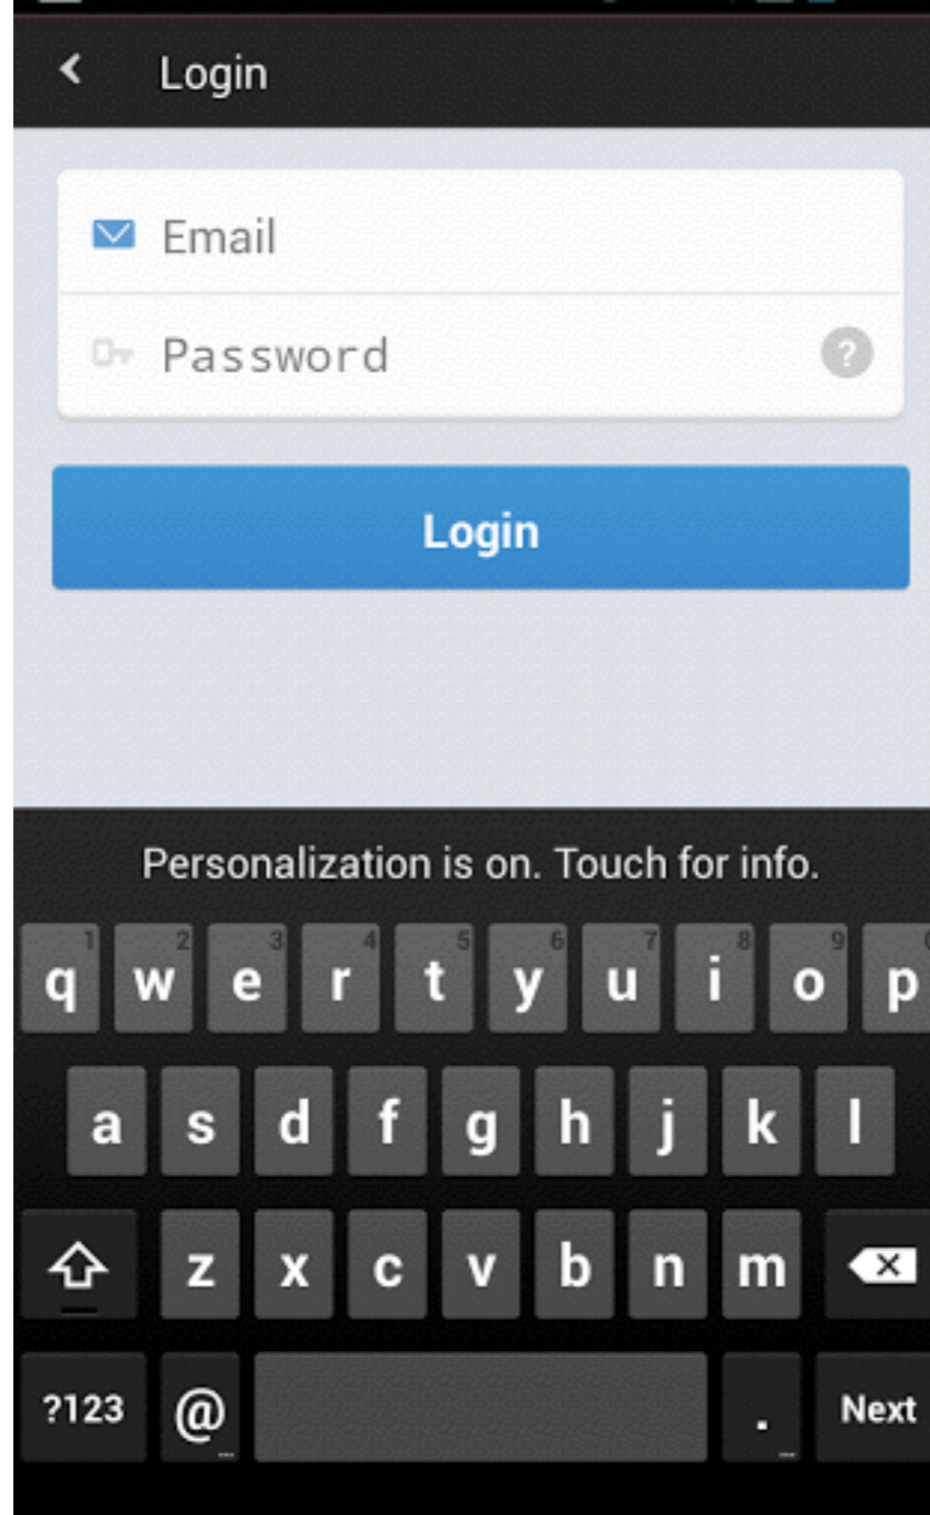 Login
Email
Password ?
Login
Personalization is on. Touch for info.
1 2 3 4 5 6 7 8 9
q w e r t y u i o p
a s d f g h j k l
z x c v b n m
?123 @ . Next